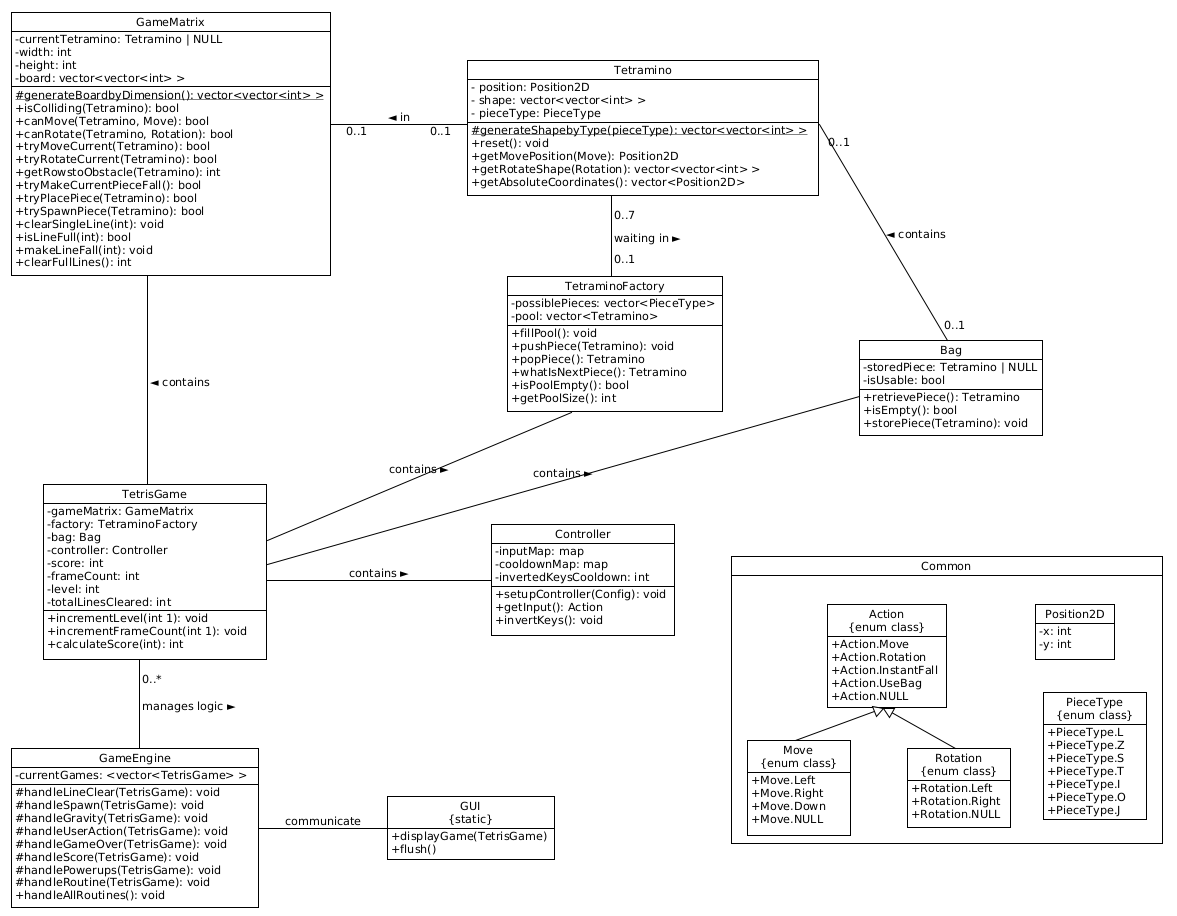 GameMatrix
-currentTetramino: Tetramino | NULL
-width: int
-height: int
-board: vector<vector<int> >
#generateBoardbyDimension(): vector<vector<int> >
+isColliding(Tetramino): bool
+canMove(Tetramino, Move): bool
+canRotate(Tetramino, Rotation): bool
+tryMoveCurrent(Tetramino): bool
+tryRotateCurrent(Tetramino): bool
+getRowstoObstacle(Tetramino): int
+tryMakeCurrentPieceFall(): bool
+tryPlacePiece(Tetramino): bool
+trySpawnPiece(Tetramino): bool
+clearSingleLine(int): void
+isLineFull(int): bool
+makeLineFall(int): void
+clearFullLines(): int
◄ in
0..1
0..1
Tetramino
- position: Position2D
- shape: vector<vector<int> >
- pieceType: PieceType
#generateShapebyType(pieceType): vector<vector<int> >
+reset(): void
+getMovePosition(Move): Position2D
+getRotateShape(Rotation): vector<vector<int> >
+getAbsoluteCoordinates(): vector<Position2D>
0..1
◄ contains
0..1
0..7
waiting in ►
0..1
TetraminoFactory
-possiblePieces: vector<PieceType>
-pool: vector<Tetramino>
+fillPool(): void
+pushPiece(Tetramino): void
+popPiece(): Tetramino
+whatIsNextPiece(): Tetramino
+isPoolEmpty(): bool
+getPoolSize(): int
Bag
-storedPiece: Tetramino | NULL
-isUsable: bool
+retrievePiece(): Tetramino
+isEmpty(): bool
+storePiece(Tetramino): void
◄ contains
contains ►
contains ►
TetrisGame
-gameMatrix: GameMatrix
-factory: TetraminoFactory
-bag: Bag
-controller: Controller
-score: int
-frameCount: int
-level: int
-totalLinesCleared: int
+incrementLevel(int 1): void
+incrementFrameCount(int 1): void
+calculateScore(int): int
contains ►
Controller
-inputMap: map
-cooldownMap: map
-invertedKeysCooldown: int
+setupController(Config): void
+getInput(): Action
+invertKeys(): void
0..*
manages logic ►
GameEngine
-currentGames: <vector<TetrisGame> >
#handleLineClear(TetrisGame): void
#handleSpawn(TetrisGame): void
#handleGravity(TetrisGame): void
#handleUserAction(TetrisGame): void
#handleGameOver(TetrisGame): void
#handleScore(TetrisGame): void
#handlePowerups(TetrisGame): void
#handleRoutine(TetrisGame): void
+handleAllRoutines(): void
communicate
GUI
{static}
+displayGame(TetrisGame)
+flush()
Common
Action
{enum class}
+Action.Move
+Action.Rotation
+Action.InstantFall
+Action.UseBag
+Action.NULL
Position2D
-x: int
-y: int
Move
{enum class}
+Move.Left
+Move.Right
+Move.Down
+Move.NULL
Rotation
{enum class}
+Rotation.Left
+Rotation.Right
+Rotation.NULL
PieceType
{enum class}
+PieceType.L
+PieceType.Z
+PieceType.S
+PieceType.T
+PieceType.I
+PieceType.O
+PieceType.J